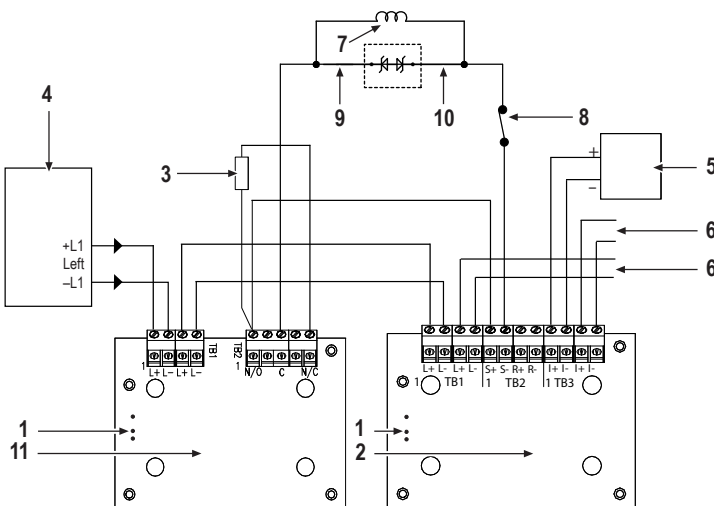 7
4
9
10
8
3
+
5
–
6
+L1
Left
–L1
6
TB1
TB2
1 L+ L– L+ L–
1 N/O C N/C
L+ L- L+ L- S+ S- R+ R- I+ I- I+ I-
1 TB1 1 TB2 1 TB3
1
11
1
2